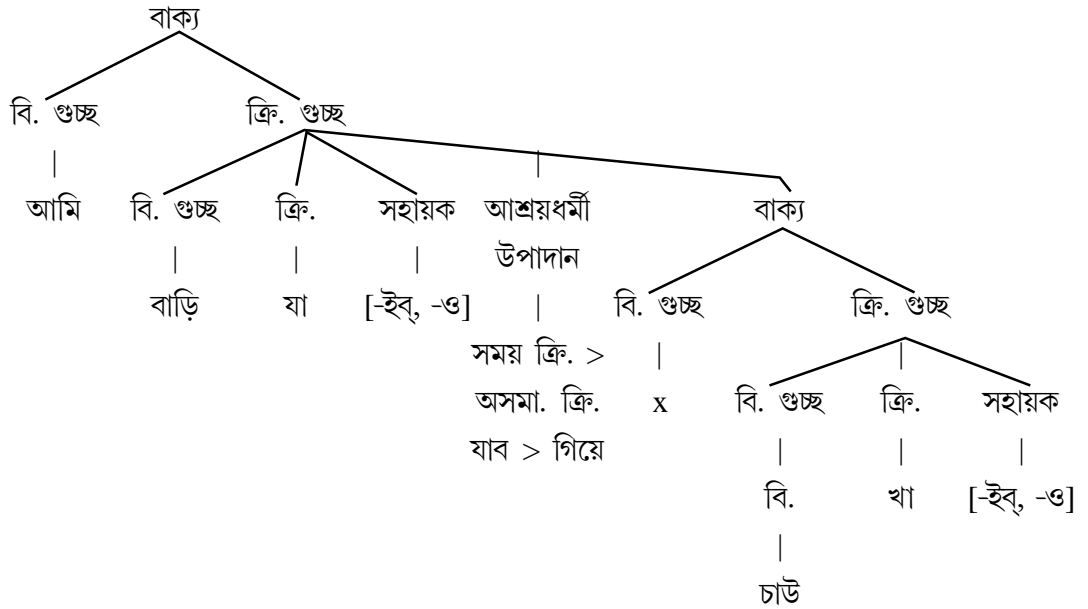 বাক্য
বি. গুচ্ছ ক্রি. গুচ্ছ
আমি বি. গুচ্ছ ক্রি. সহায়ক আশ্রয়ধর্মী বাক্য
উপাদান
বাড়ি যা [-ইব্, -ও] বি. গুচ্ছ ক্রি. গুচ্ছ
সময় ক্রি. >
অসমা. ক্রি. x বি. গুচ্ছ ক্রি. সহায়ক
যাব > গিয়ে
বি. খা [-ইব্, -ও]
চাউ